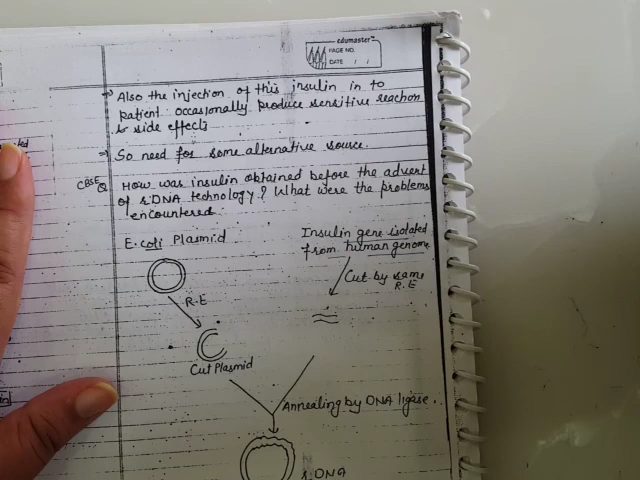 edumaster
PAGE NO.
DATE / /
→ Also the injection of this insulin in to
patient occasionally produce sensitive reaction
& side effects
⇒ So need for some alternative source.
CBSE Q How was insulin obtained before the advent
of r.DNA technology? What were the problems
encountered.
E.coli Plasmid
Insulin gene isolated
from human genome
Cut by same
R.E
R.E
Cut Plasmid
Annealing by DNA ligase.
r.DNA